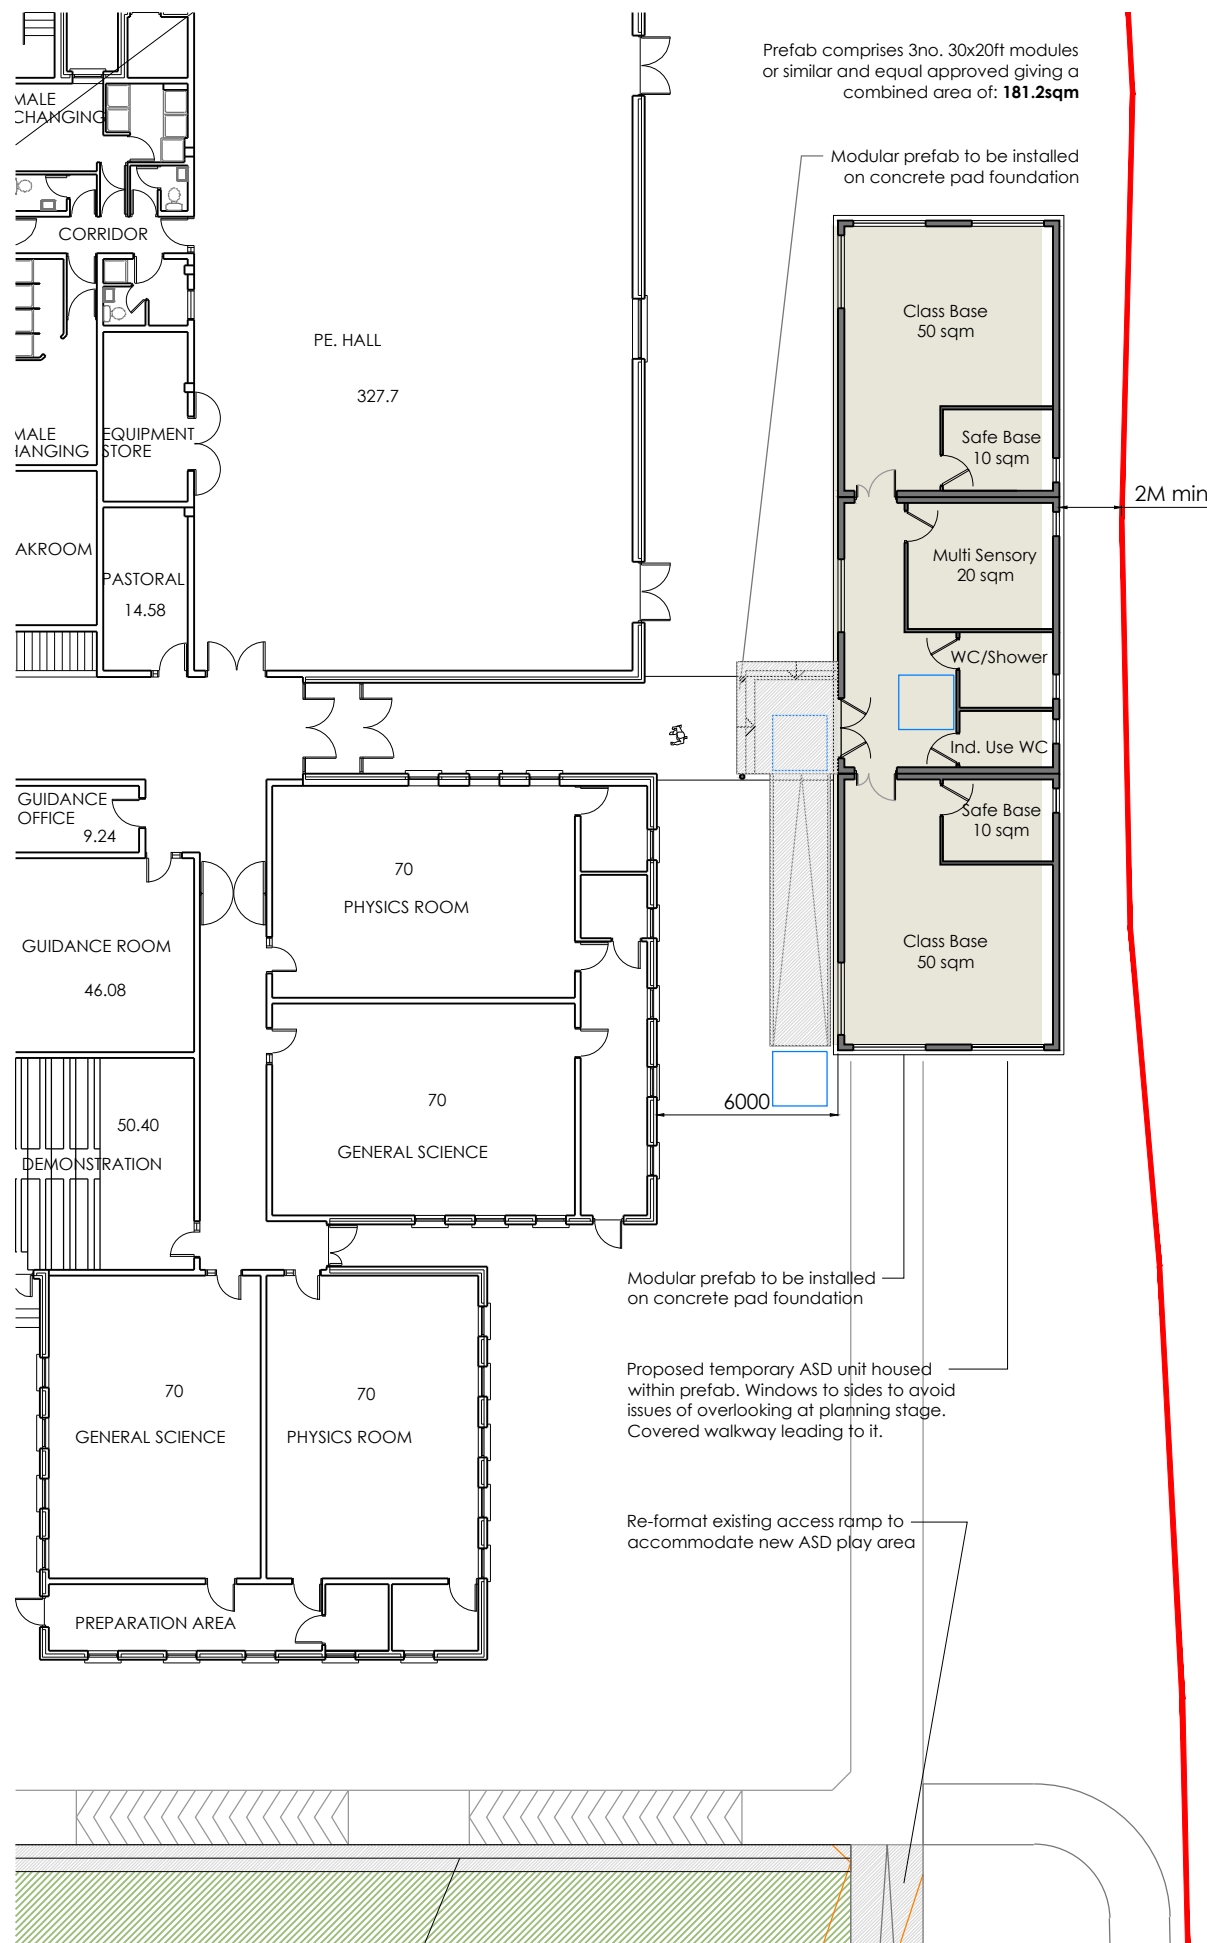 Prefab comprises 3no. 30x20ft modules
or similar and equal approved giving a
combined area of: 181.2sqm
Modular prefab to be installed
on concrete pad foundation
MALE
CHANGING
CORRIDOR
PE. HALL
327.7
MALE
HANGING
EQUIPMENT
STORE
AKROOM
PASTORAL
14.58
Class Base
50 sqm
Safe Base
10 sqm
2M min
Multi Sensory
20 sqm
WC/Shower
Ind. Use WC
Safe Base
10 sqm
Class Base
50 sqm
GUIDANCE
OFFICE
9.24
70
PHYSICS ROOM
GUIDANCE ROOM
46.08
6000
70
GENERAL SCIENCE
50.40
DEMONSTRATION
Modular prefab to be installed
on concrete pad foundation
Proposed temporary ASD unit housed
within prefab. Windows to sides to avoid
issues of overlooking at planning stage.
Covered walkway leading to it.
70
GENERAL SCIENCE
70
PHYSICS ROOM
Re-format existing access ramp to
accommodate new ASD play area
PREPARATION AREA